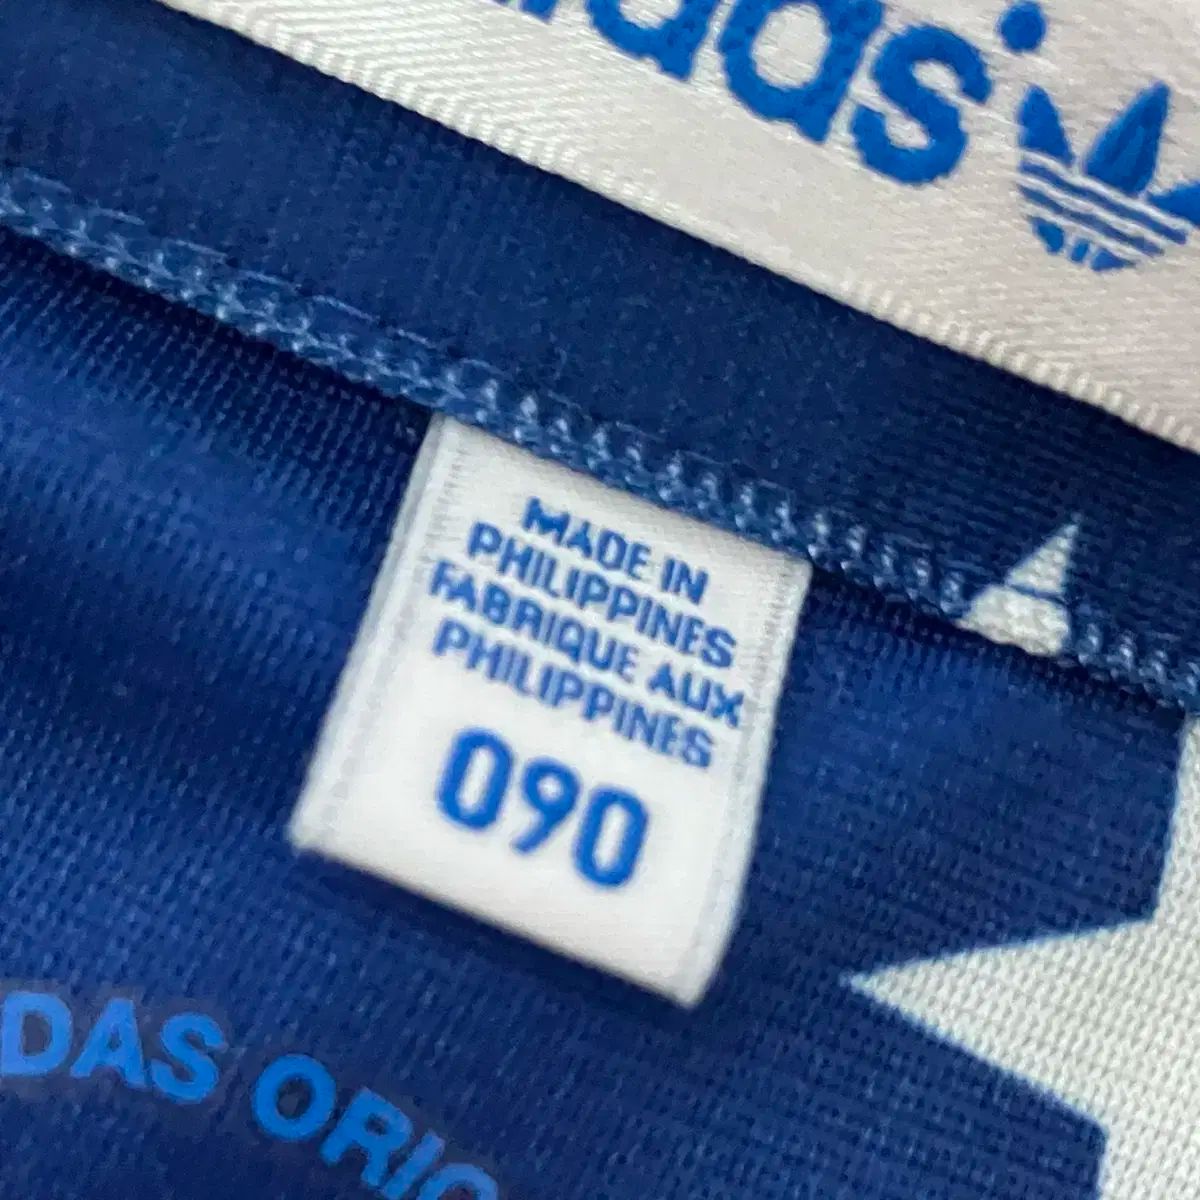 adidas
MADE IN
PHILIPPINES
FABRIQUE AUX
PHILIPPINES
090
DAS ORIG